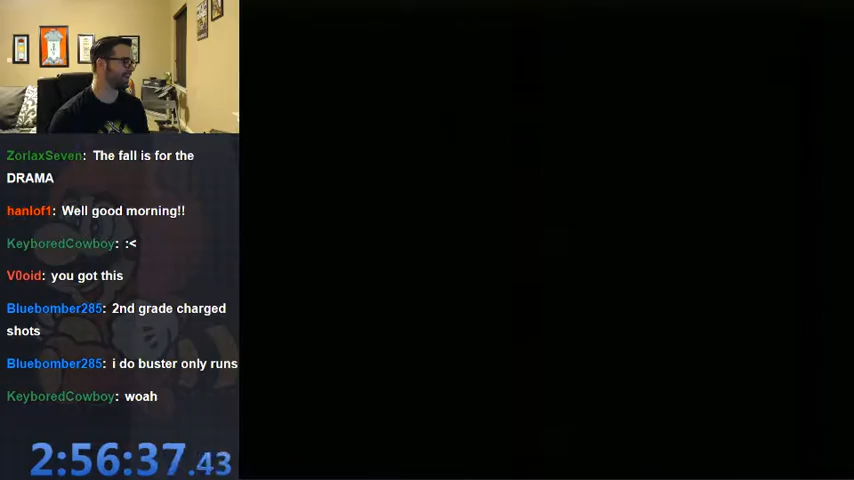 ZorlaxSeven: The fall is for the
DRAMA
hanlof1: Well good morning!!
KeyboredCowboy: :<
V0oid: you got this
Bluebomber285: 2nd grade charged
shots
Bluebomber285: i do buster only runs
KeyboredCowboy: woah
2:56:37.43